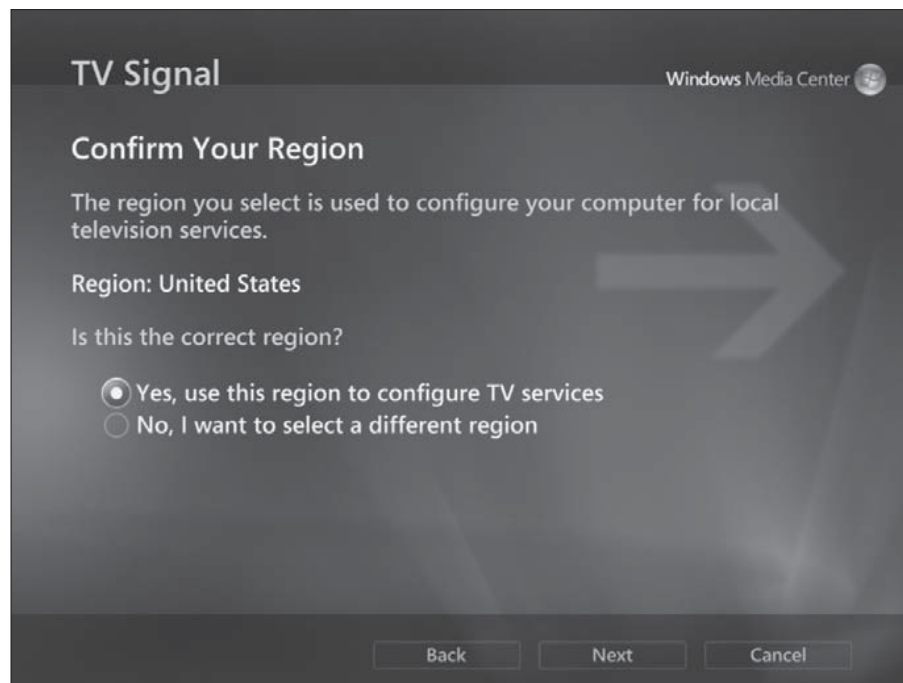 TV Signal
Windows Media Center
Confirm Your Region
The region you select is used to configure your computer for local
television services.
Region: United States
Is this the correct region?
Yes, use this region to configure TV services
No, I want to select a different region
Back
Next
Cancel